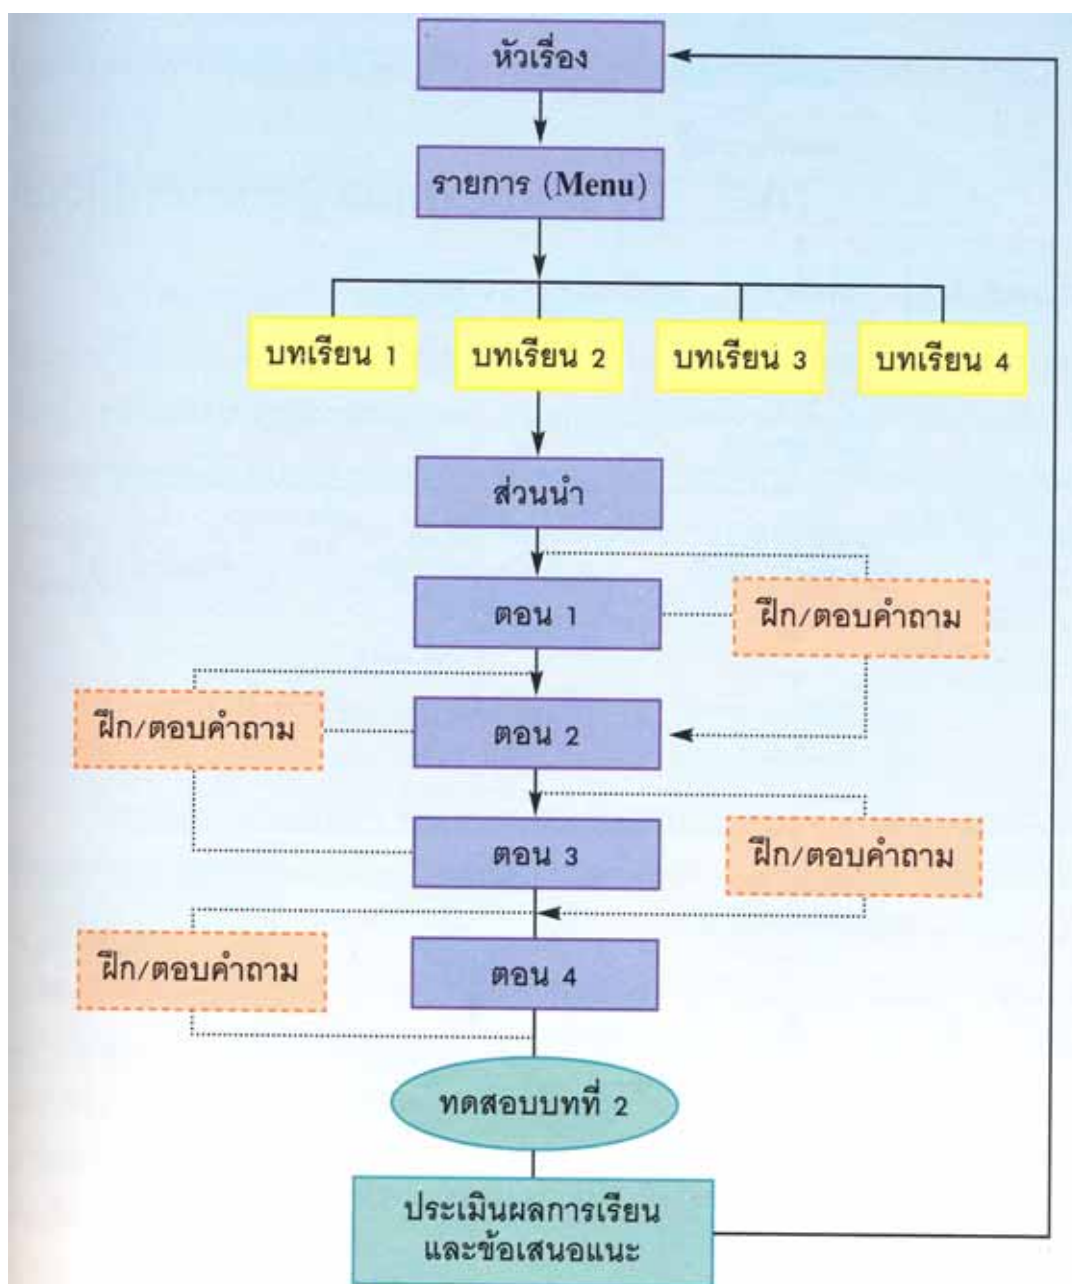 หัวเรื่อง
รายการ (Menu)
บทเรียน 1
บทเรียน 2
บทเรียน 3
บทเรียน 4
ส่วนนำ
ตอน 1
ฝึก/ตอบคำถาม
ฝึก/ตอบคำถาม
ตอน 2
ตอน 3
ฝึก/ตอบคำถาม
ฝึก/ตอบคำถาม
ตอน 4
ทดสอบบทที่ 2
ประเมินผลการเรียน
และข้อเสนอแนะ